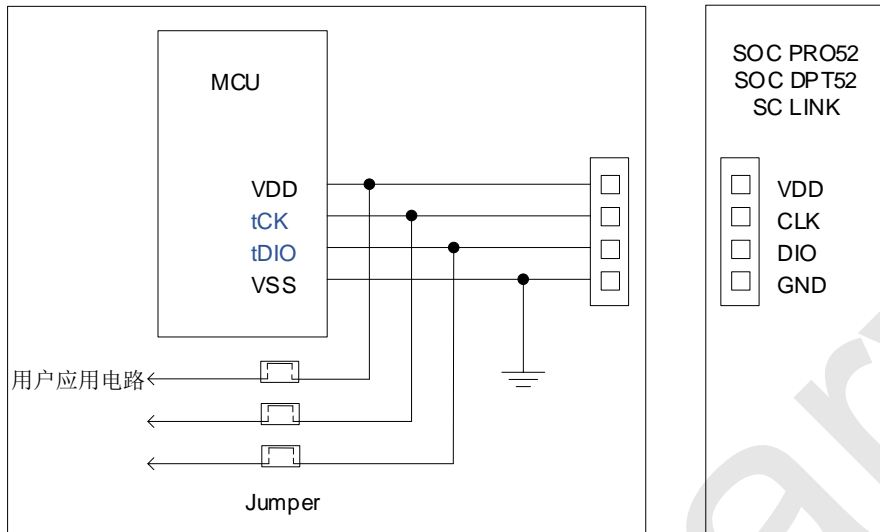 MCU
VDD
tCK
tDIO
VSS
用户应用电路
Jumper
SOC PRO52
SOC DPT52
SC LINK
VDD
CLK
DIO
GND